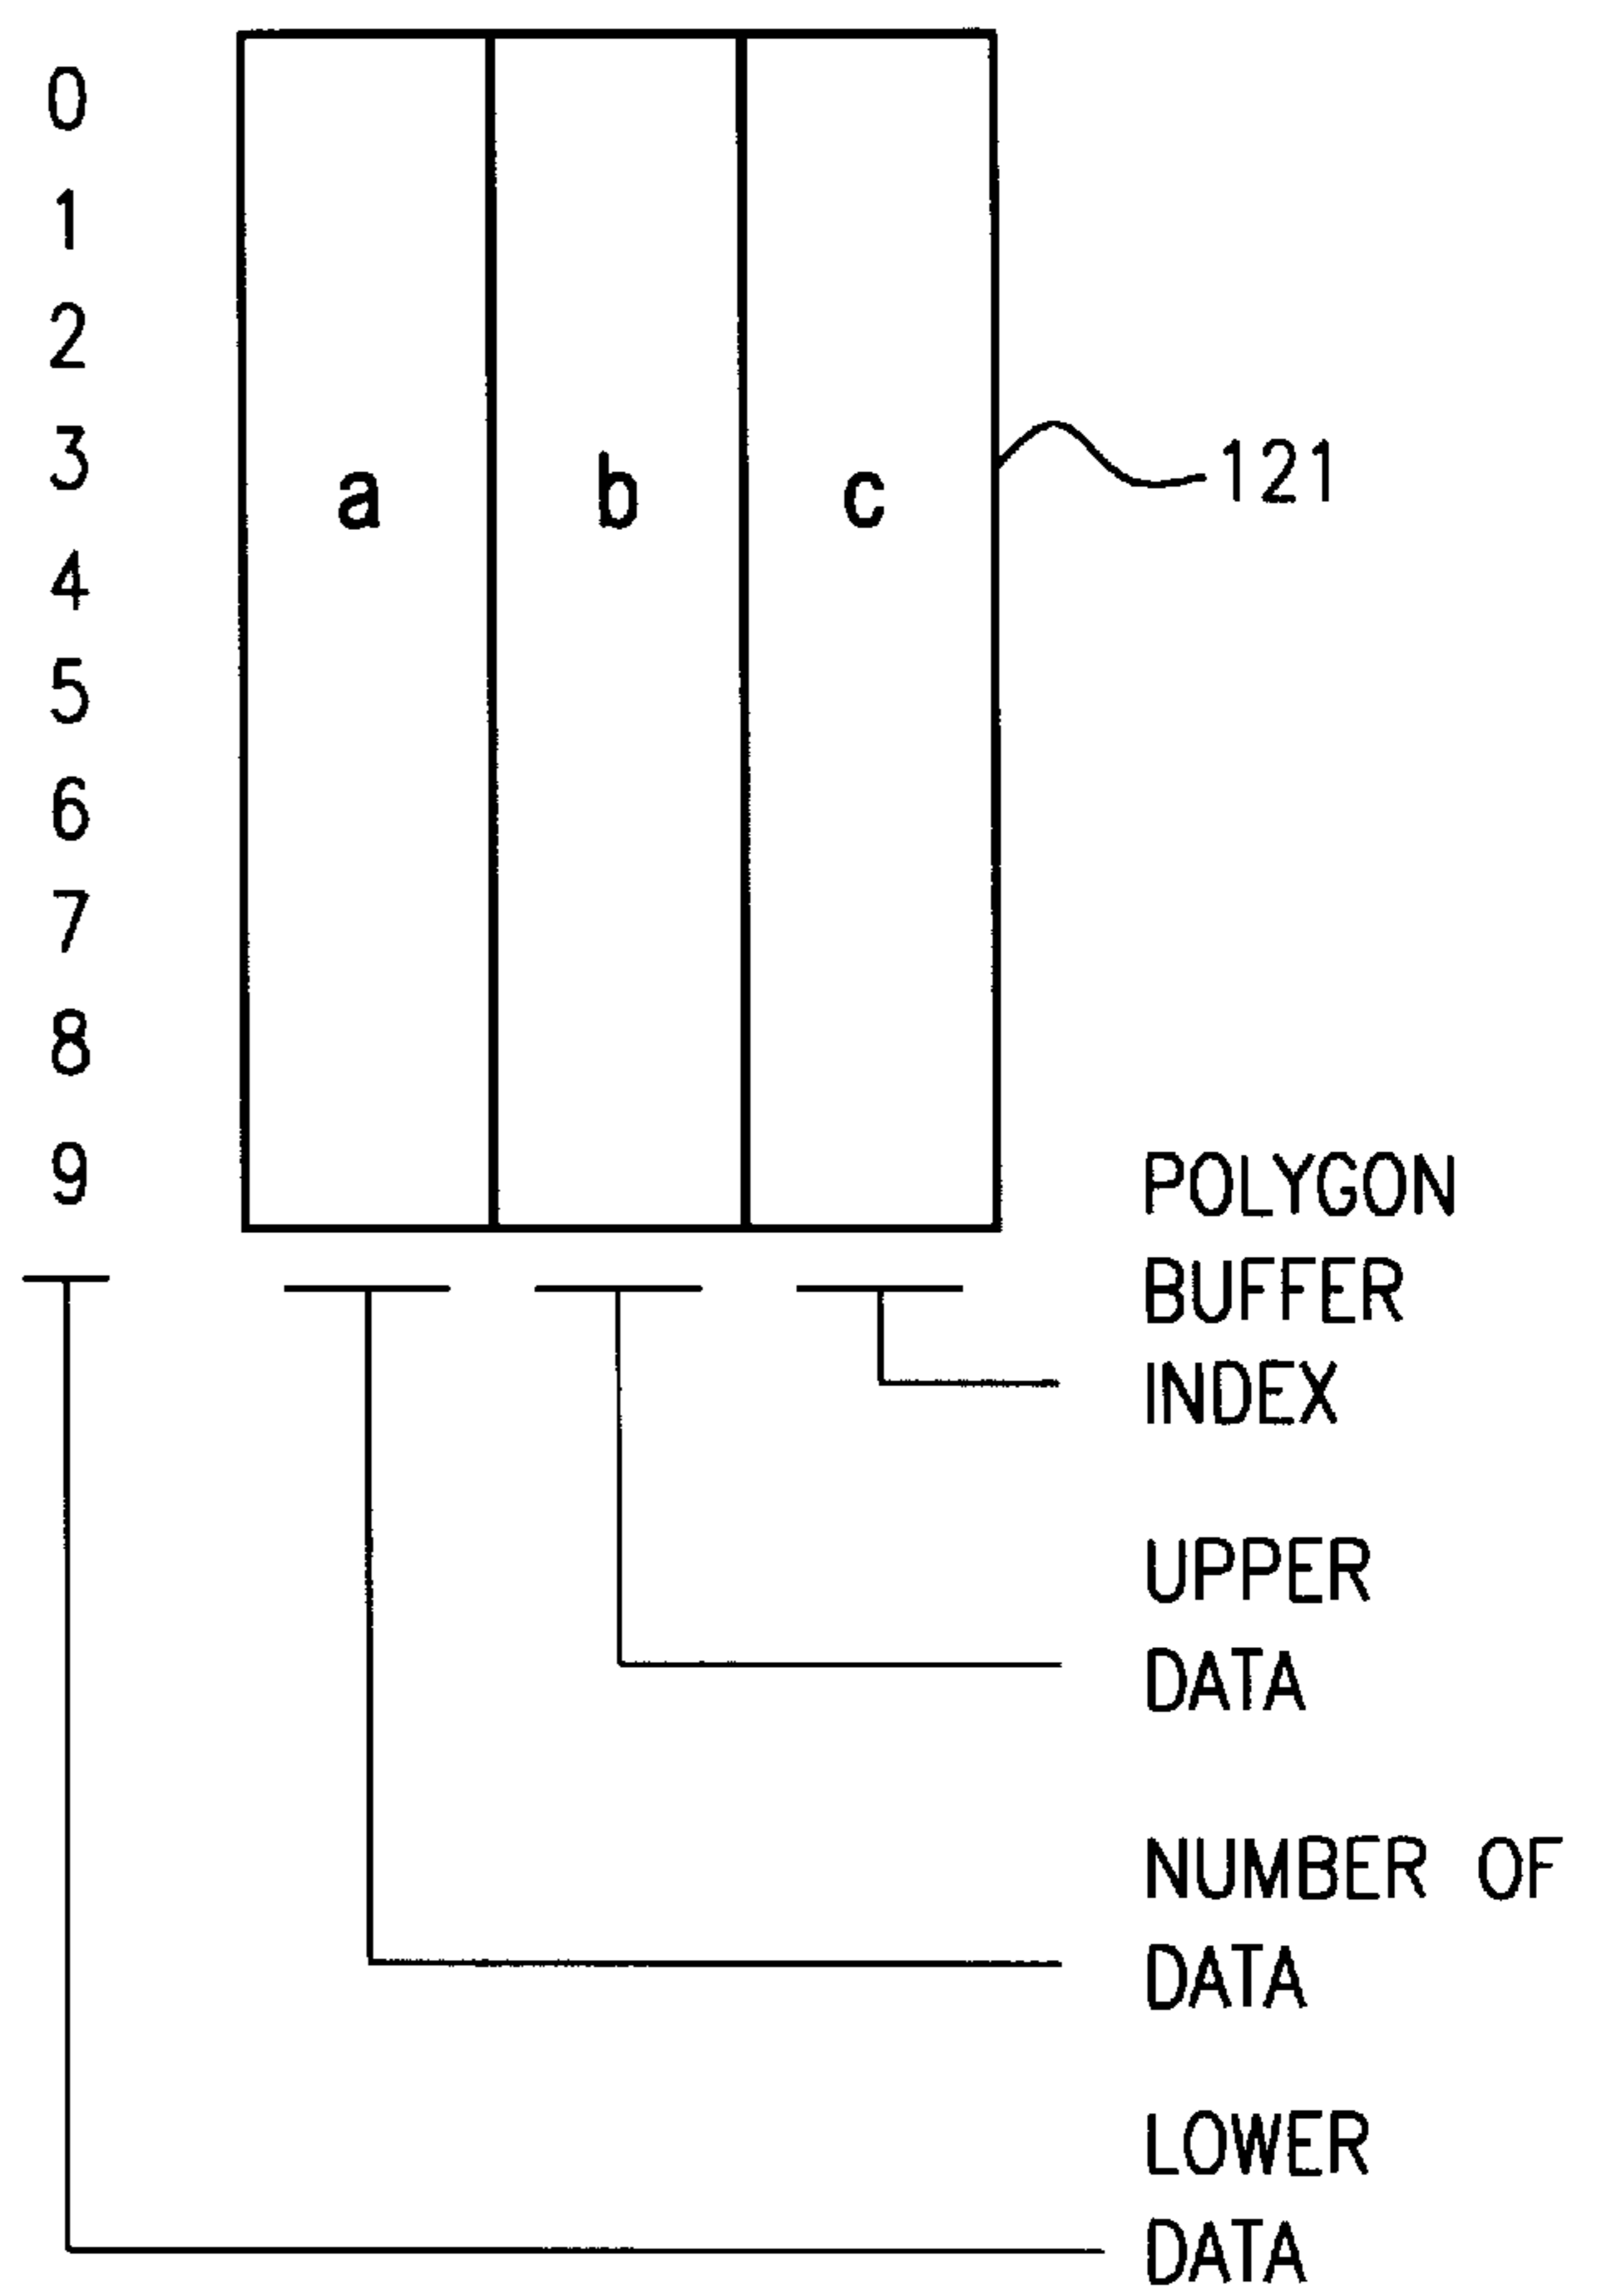 0
1
2
3
4
5
6
7
8
9
a b c
121
POLYGON
BUFFER
INDEX
UPPER
DATA
NUMBER OF
DATA
LOWER
DATA